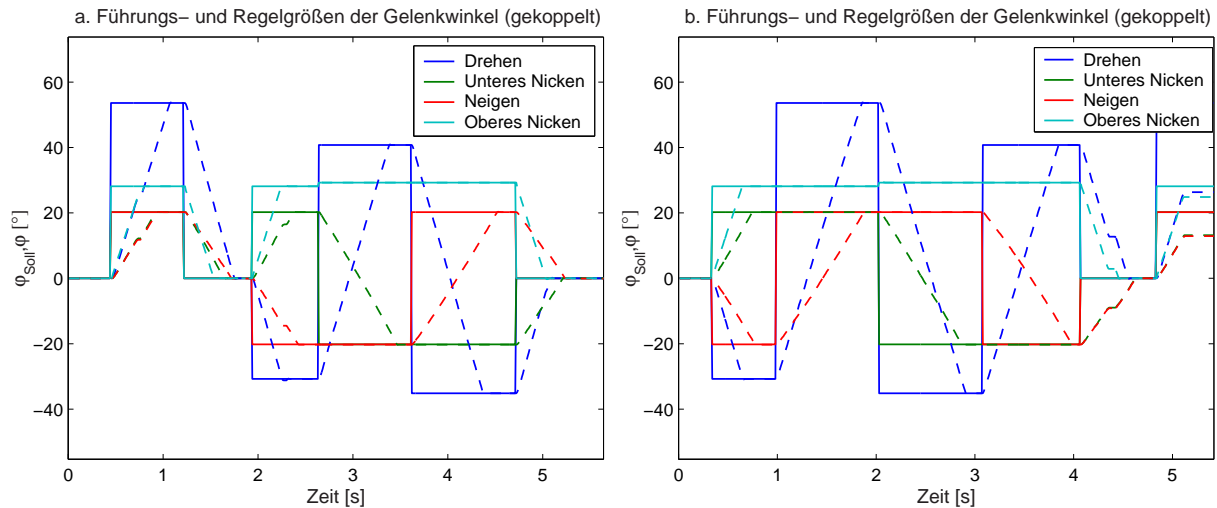 a. Führungs− und Regelgrößen der Gelenkwinkel (gekoppelt)
60
40
20
0
−20
−40
φSoll,φ [°]
0
1
2
3
4
5
Zeit [s]
Drehen
Unteres Nicken
Neigen
Oberes Nicken
b. Führungs− und Regelgrößen der Gelenkwinkel (gekoppelt)
60
40
20
0
−20
−40
φSoll,φ [°]
0
1
2
3
4
5
Zeit [s]
Drehen
Unteres Nicken
Neigen
Oberes Nicken